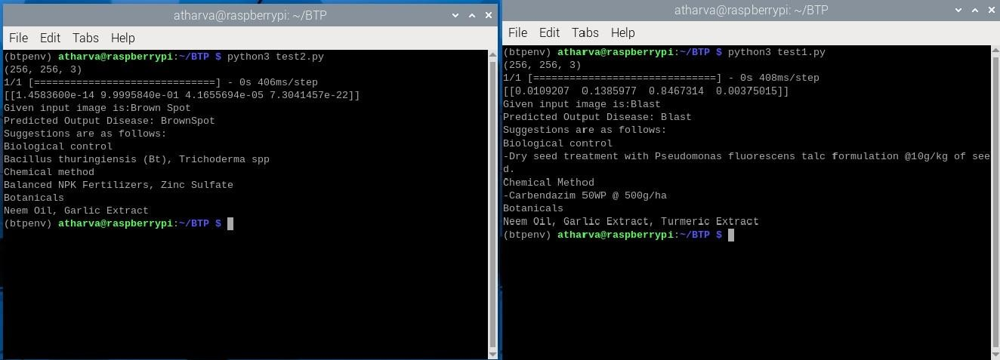 atharva@raspberrypi: ~/BTP
File Edit Tabs Help
(btpenv) atharva@raspberrypi:~/BTP $ python3 test2.py
(256, 256, 3)
1/1 [==============================] - 0s 406ms/step
[[1.4583600e-14 9.9995840e-01 4.1655694e-05 7.3041457e-22]]
Given input image is:Brown Spot
Predicted Output Disease: BrownSpot
Suggestions are as follows:
Biological control
Bacillus thuringiensis (Bt), Trichoderma spp
Chemical method
Balanced NPK Fertilizers, Zinc Sulfate
Botanicals
Neem Oil, Garlic Extract
(btpenv) atharva@raspberrypi:~/BTP $
atharva@raspberrypi: ~/BTP
File Edit Tabs Help
(btpenv) atharva@raspberrypi:~/BTP $ python3 test1.py
(256, 256, 3)
1/1 [==============================] - 0s 408ms/step
[[0.0109207 0.1385977 0.8467314 0.00375015]]
Given input image is:Blast
Predicted Output Disease: Blast
Suggestions are as follows:
Biological control
-Dry seed treatment with Pseudomonas fluorescens talc formulation @10g/kg of see
d.
Chemical Method
-Carbendazim 50WP @ 500g/ha
Botanicals
Neem Oil, Garlic Extract, Turmeric Extract
(btpenv) atharva@raspberrypi:~/BTP $